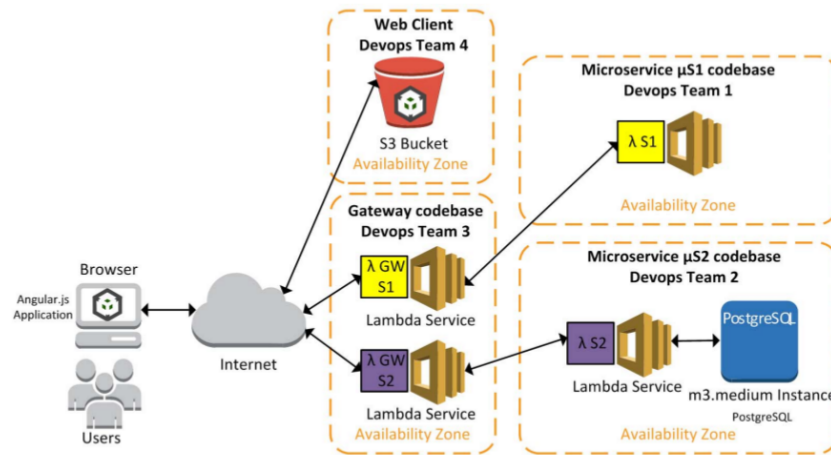 Web Client
Devops Team 4
S3 Bucket
Availability Zone
Microservice µS1 codebase
Devops Team 1
λ S1
Availability Zone
Gateway codebase
Devops Team 3
λ GW
S1
Lambda Service
λ GW
S2
Lambda Service
Availability Zone
Microservice µS2 codebase
Devops Team 2
λ S2
Lambda Service
PostgreSQL
m3.medium Instance
PostgreSQL
Availability Zone
Browser
Angular.js
Application
Internet
Users